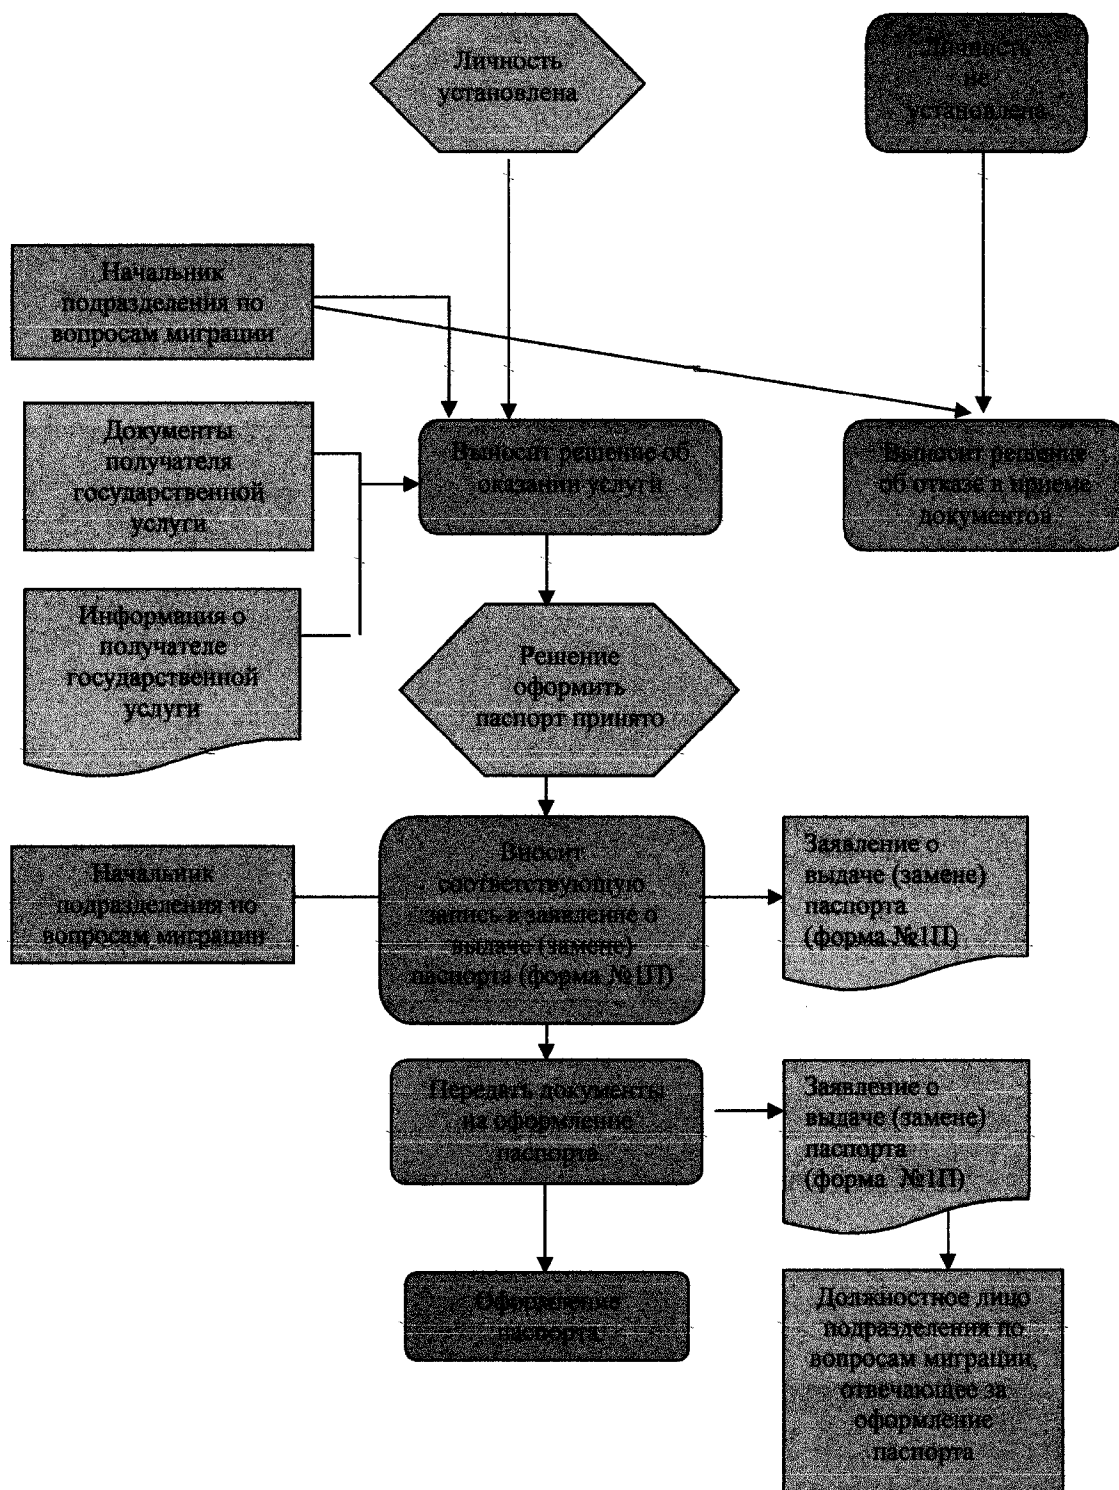 Личность
установлена
Личность
не
установлена
Начальник
подразделения по
вопросам миграции
Документы
получателя
государственной
услуги
Выносит решение об
оказании услуги
Выносит решение
об отказе в приеме
документов
Информация о
получателе
государственной
услуги
Решение
оформить
паспорт принято
Начальник
подразделения по
вопросам миграции
Вносит
соответствующую
запись в заявление о
выдаче (замене)
паспорта (форма №1П)
Заявление о
выдаче (замене)
паспорта
(форма №1П)
Передать документы
на оформление
паспорта.
Заявление о
выдаче (замене)
паспорта
(форма №1П)
Оформление
паспорта.
Должностное лицо
подразделения по
вопросам миграции,
отвечающее за
оформление
паспорта